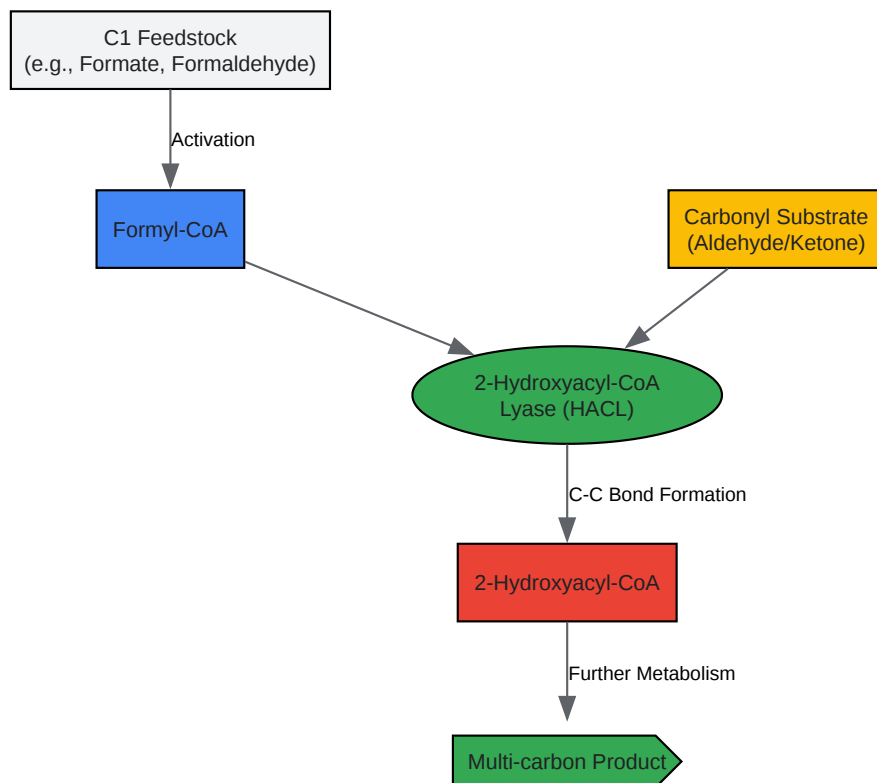 C1 Feedstock
(e.g., Formate, Formaldehyde)
Activation
Formyl-CoA
Carbonyl Substrate
(Aldehyde/Ketone)
2-Hydroxyacyl-CoA
Lyase (HACL)
C-C Bond Formation
2-Hydroxyacyl-CoA
Further Metabolism
Multi-carbon Product